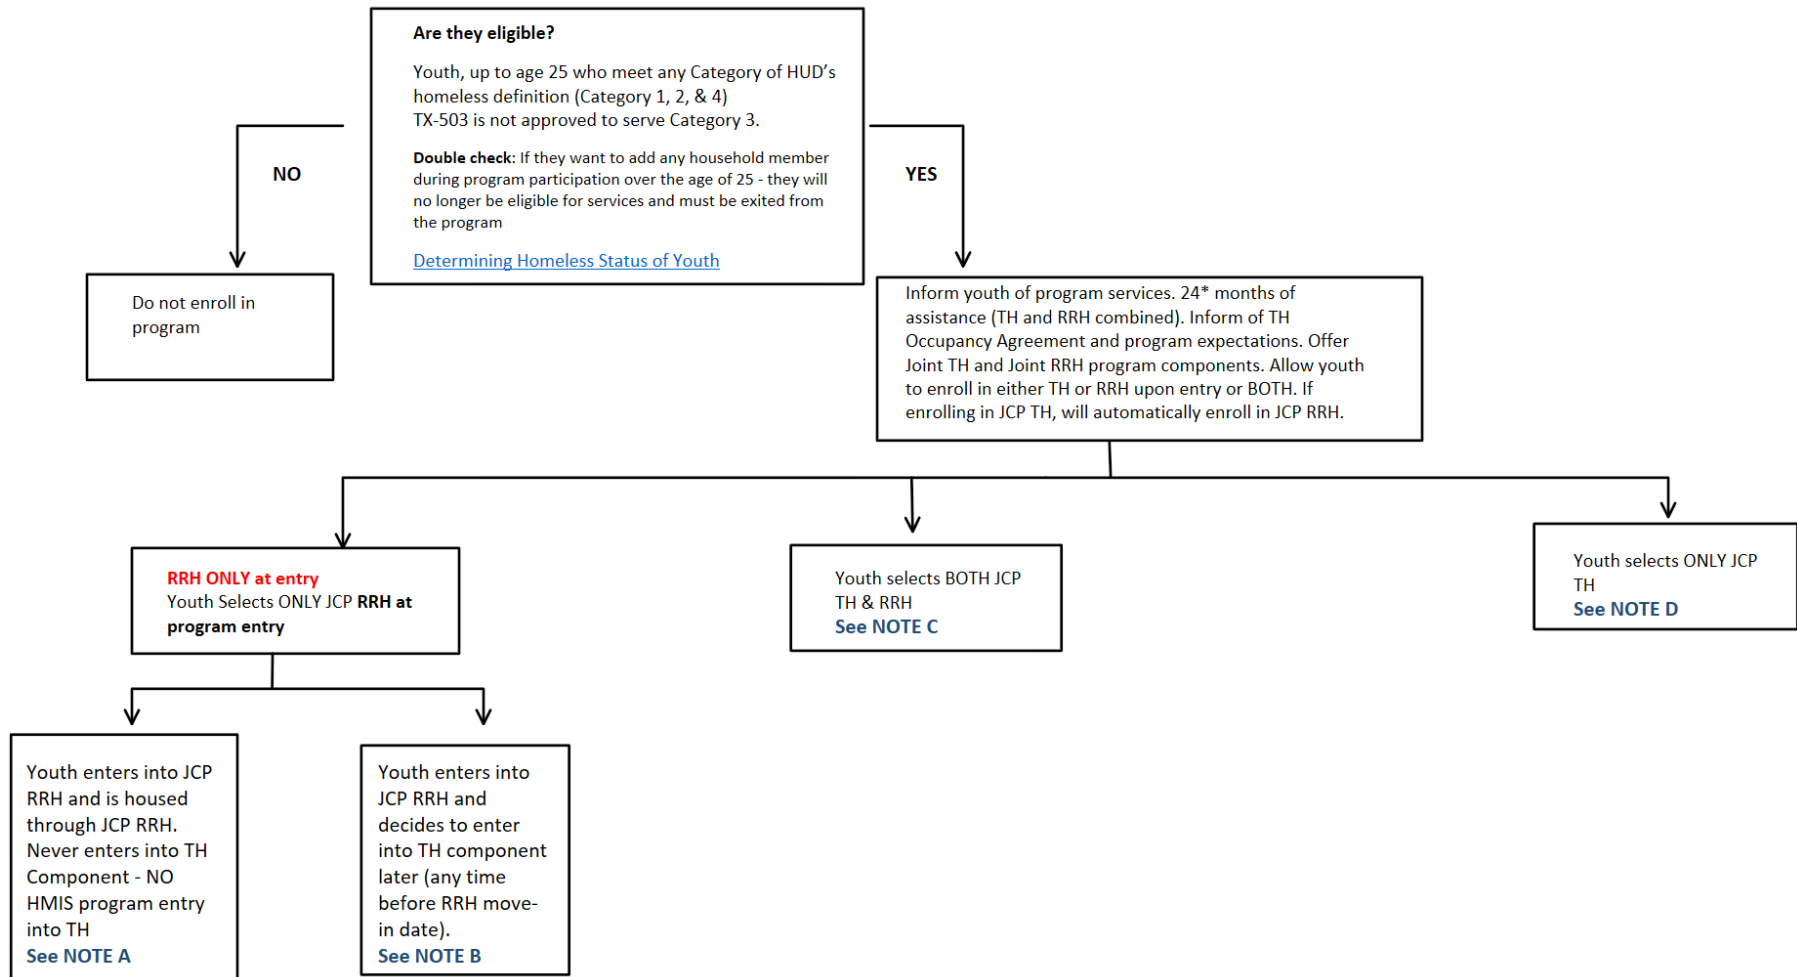 Are they eligible?
Youth, up to age 25 who meet any Category of HUD's
homeless definition (Category 1, 2, & 4)
TX-503 is not approved to serve Category 3.
Double check: If they want to add any household member
during program participation over the age of 25 - they will
no longer be eligible for services and must be exited from
the program
Determining Homeless Status of Youth
NO
YES
Do not enroll in
program
Inform youth of program services. 24* months of
assistance (TH and RRH combined). Inform of TH
Occupancy Agreement and program expectations. Offer
Joint TH and Joint RRH program components. Allow youth
to enroll in either TH or RRH upon entry or BOTH. If
enrolling in JCP TH, will automatically enroll in JCP RRH.
RRH ONLY at entry
Youth Selects ONLY JCP RRH at
program entry
Youth selects BOTH JCP
TH & RRH
See NOTE C
Youth selects ONLY JCP
TH
See NOTE D
Youth enters into JCP
RRH and is housed
through JCP RRH.
Never enters into TH
Component - NO
HMIS program entry
into TH
See NOTE A
Youth enters into
JCP RRH and
decides to enter
into TH component
later (any time
before RRH move-
in date).
See NOTE B